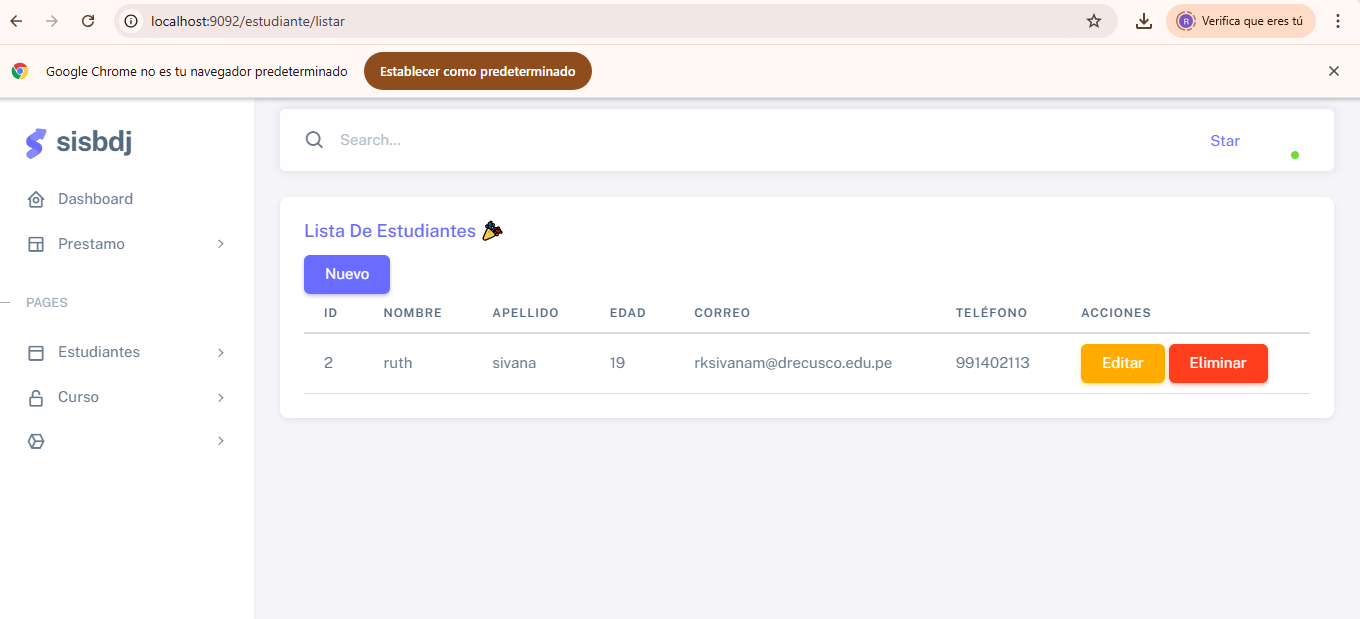 localhost:9092/estudiante/listar
R Verifica que eres tú
Google Chrome no es tu navegador predeterminado Establecer como predeterminado
sisbdj
Search...
Star
Dashboard
Prestamo
PAGES
Estudiantes
Curso
Lista De Estudiantes
Nuevo
ID NOMBRE APELLIDO EDAD CORREO TELÉFONO ACCIONES
2 ruth sivana 19 rksivanam@drecusco.edu.pe 991402113 Editar Eliminar